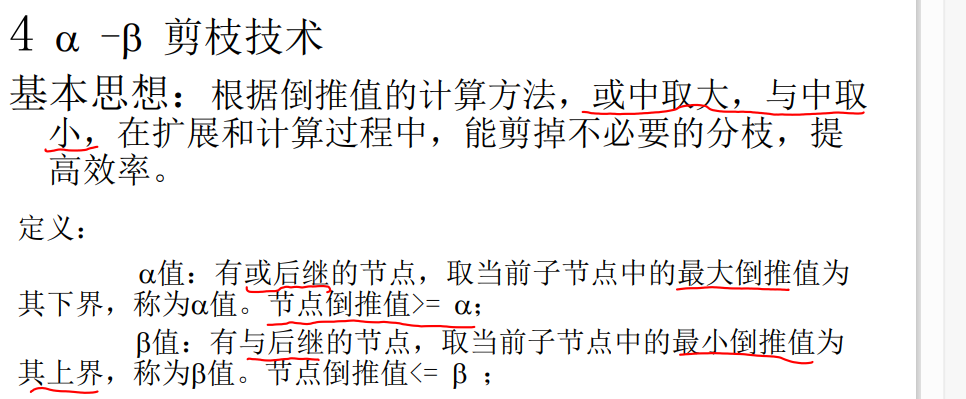 4 α -β 剪枝技术
基本思想：根据倒推值的计算方法，或中取大，与中取
小，在扩展和计算过程中，能剪掉不必要的分枝，提
高效率。
定义：
α值：有或后继的节点，取当前子节点中的最大倒推值为
其下界，称为α值。节点倒推值>= α；
β值：有与后继的节点，取当前子节点中的最小倒推值为
其上界，称为β值。节点倒推值<= β ；